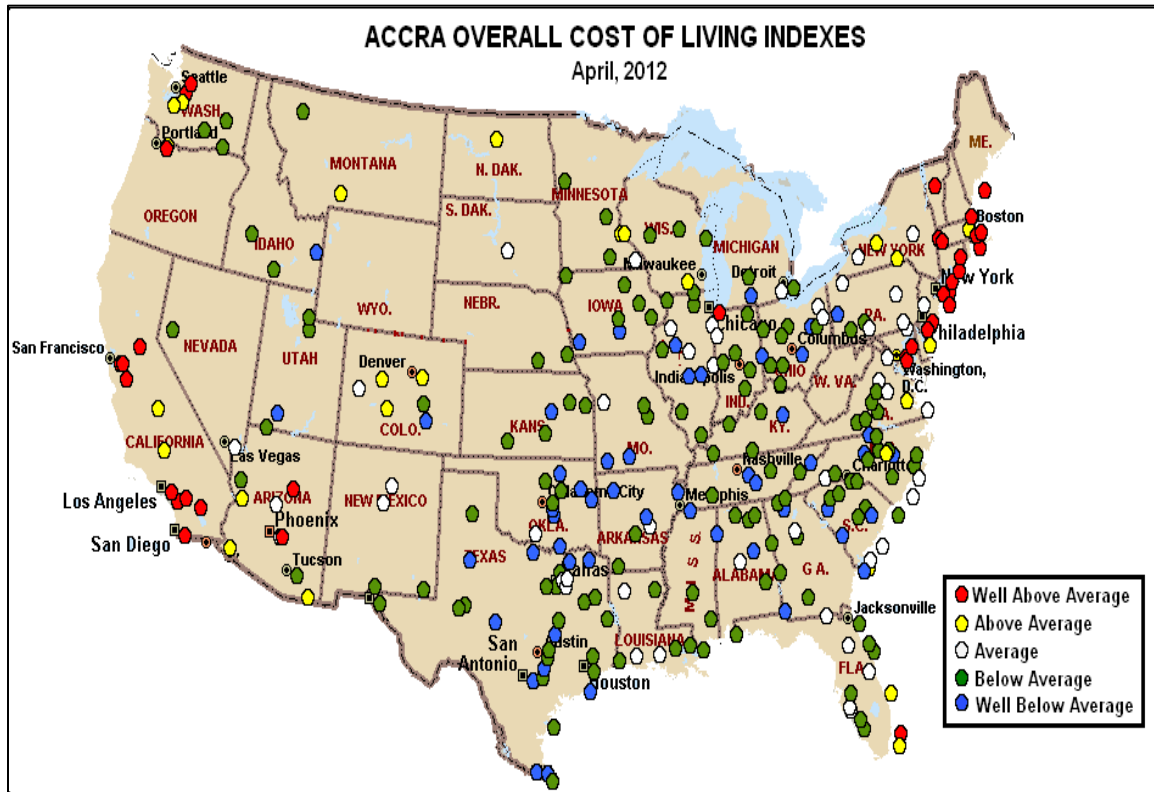 ACCRA OVERALL COST OF LIVING INDEXES
April, 2012
Seattle
WASH.
Portland
MONTANA
N. DAK.
MINNESOTA
ME.
OREGON
IDAHO
S. DAK.
WIS.
MICHIGAN
NEW YORK
Boston
Milwaukee
Detroit
New York
WYO.
NEBR.
IOWA
Chicago
PA.
Philadelphia
San Francisco
NEVADA
UTAH
Denver
COLO.
Indianapolis
IND.
Columbus
OHIO
W. VA.
Washington,
D.C.
CALIFORNIA
KANS
MO.
KY.
Las Vegas
Nashville
Charlotte
Los Angeles
ARIZONA
NEW MEXICO
Oklahoma City
Memphis
Phoenix
OKLA.
ARKANSAS
S.C.
San Diego
Tucson
TEXAS
MISS
ALABAMA
GA.
Jacksonville
LOUISIANA
Austin
San
Antonio
Houston
FLA
Well Above Average
Above Average
Average
Below Average
Well Below Average